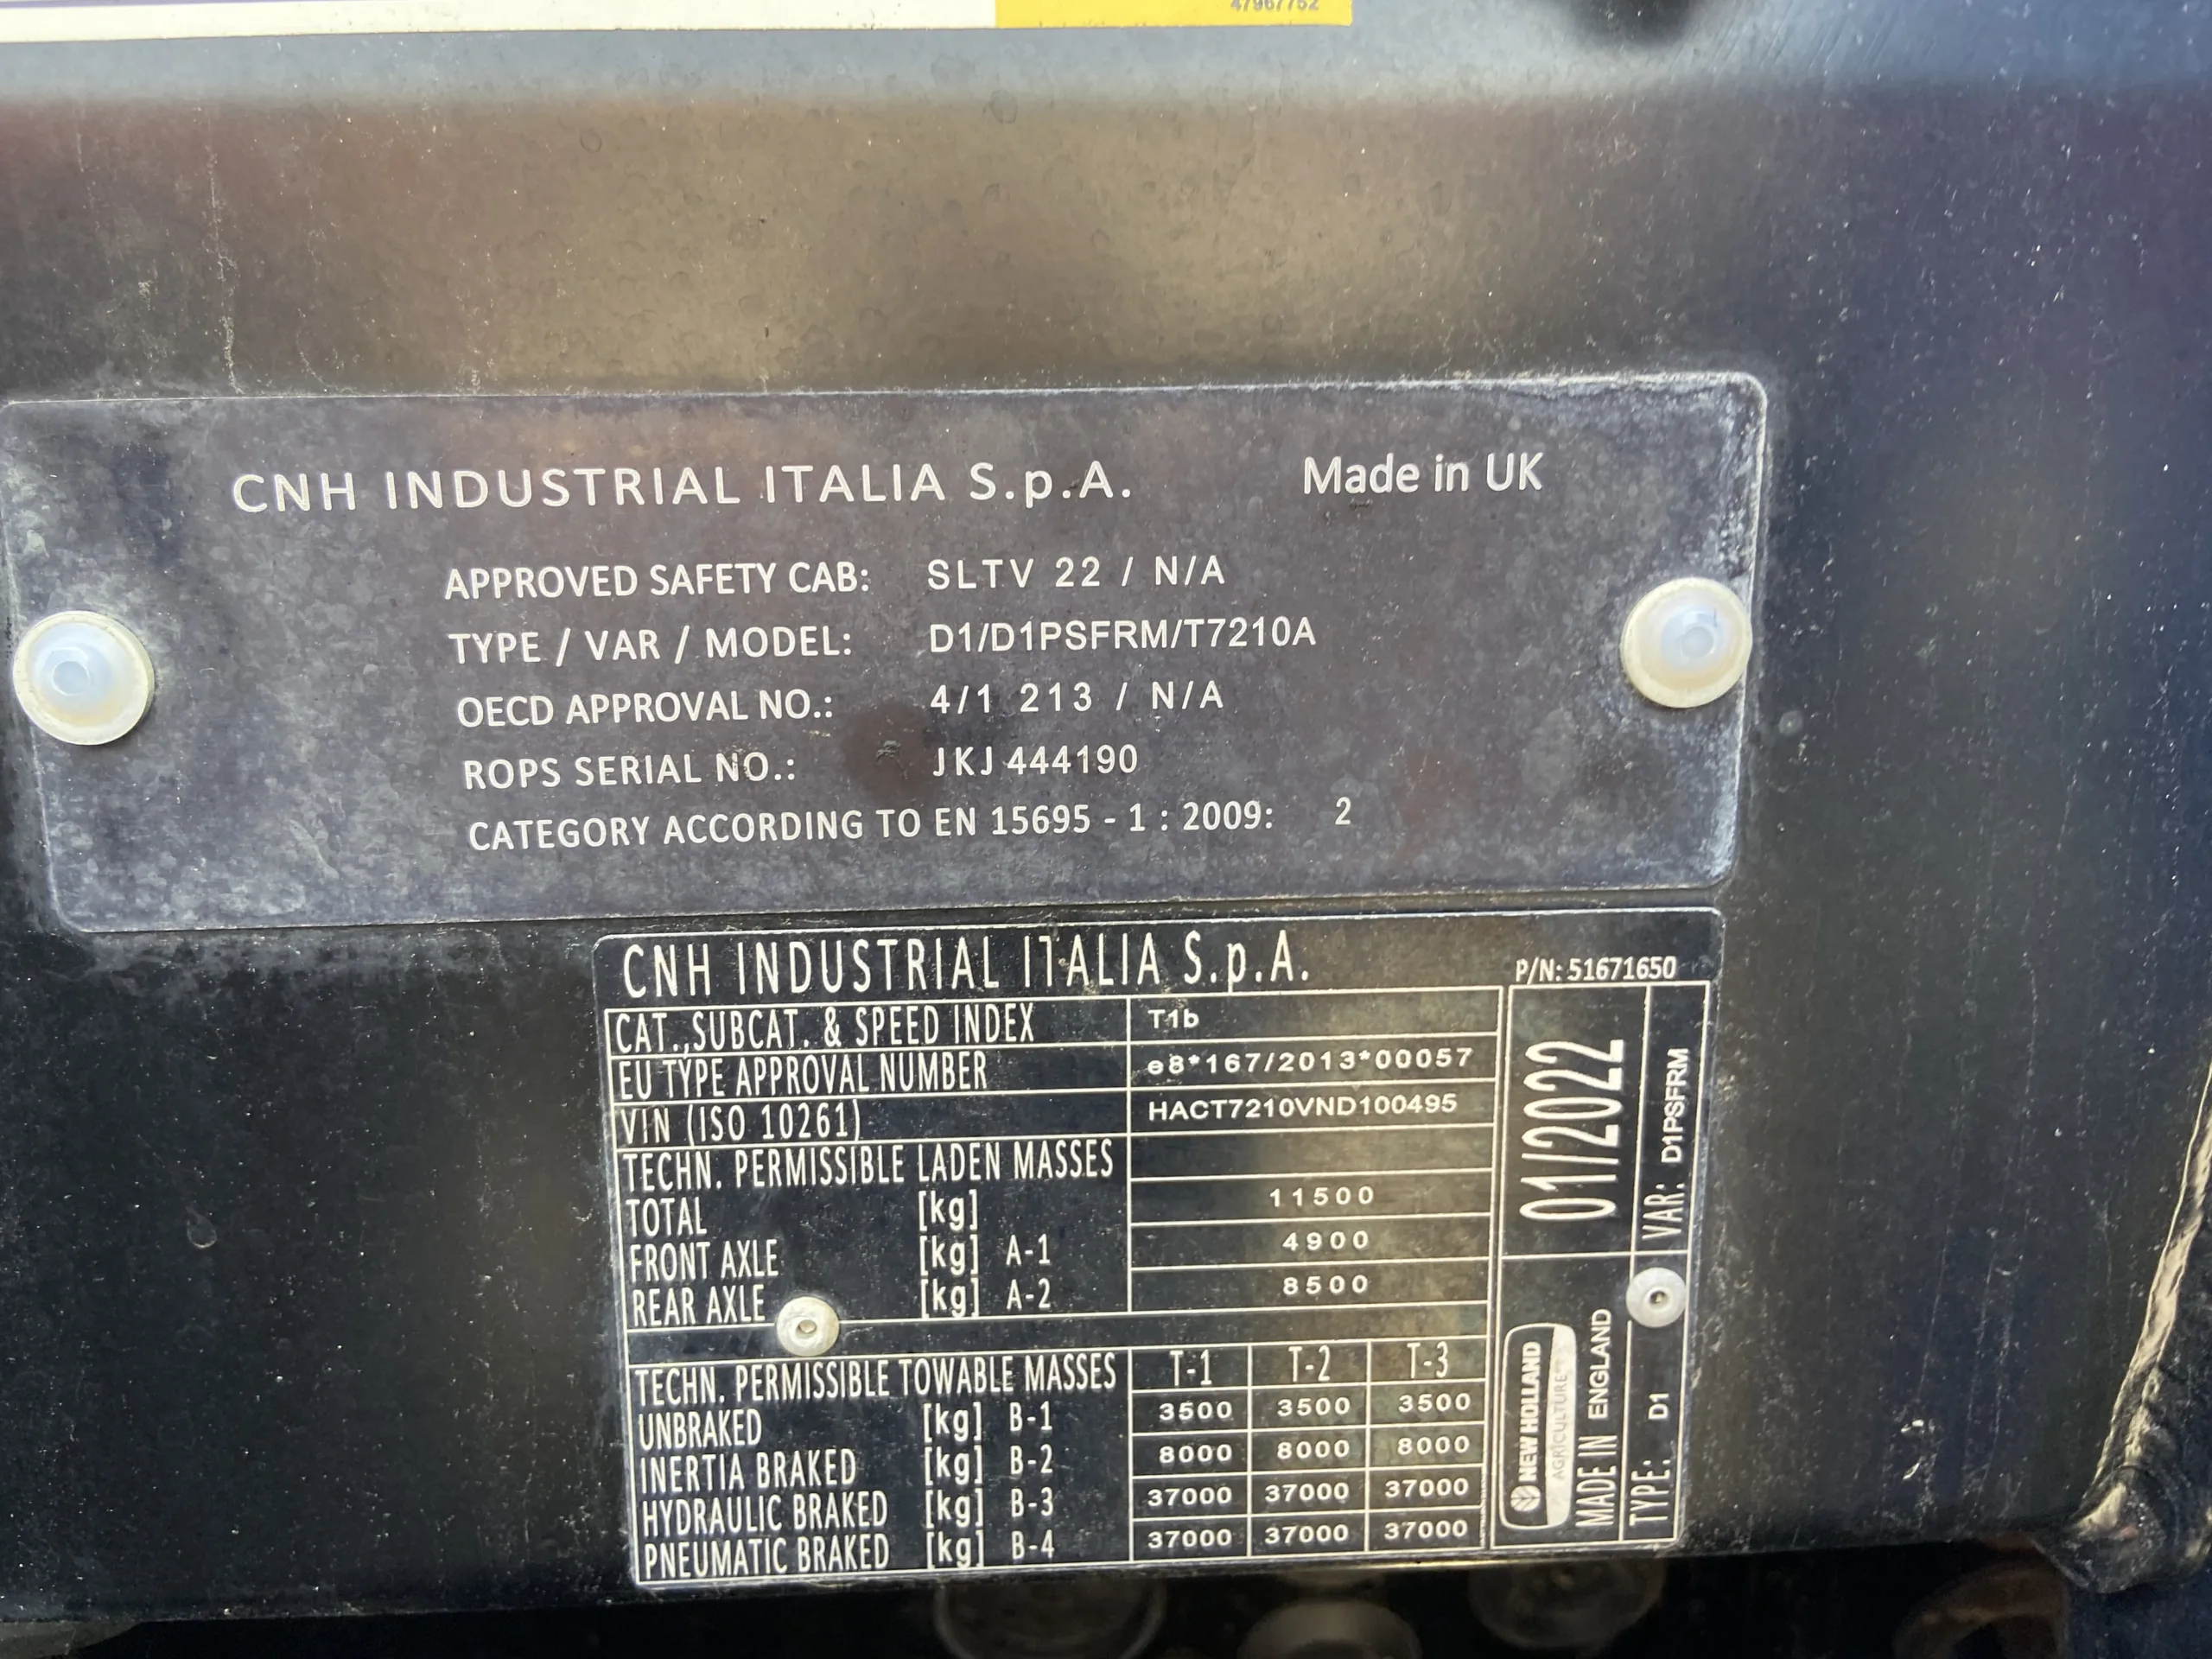 47967752
CNH INDUSTRIAL ITALIA S.p.A. Made in UK
APPROVED SAFETY CAB: SLTV 22 / N/A
TYPE / VAR / MODEL: D1/D1PSFRM/T7210A
OECD APPROVAL NO.: 4/1 213 / N/A
ROPS SERIAL NO.: JKJ 444190
CATEGORY ACCORDING TO EN 15695 - 1 : 2009: 2
CNH INDUSTRIAL ITALIA S.p.A. P/N: 51671650
CAT.,SUBCAT. & SPEED INDEX T1b
EU TYPE APPROVAL NUMBER e8*167/2013*00057
VIN (ISO 10261) HACT7210VND100495
TECHN. PERMISSIBLE LADEN MASSES
TOTAL [kg] 11500
FRONT AXLE [kg] A-1 4900
REAR AXLE [kg] A-2 8500
TECHN. PERMISSIBLE TOWABLE MASSES T-1 T-2 T-3
UNBRAKED [kg] B-1 3500 3500 3500
INERTIA BRAKED [kg] B-2 8000 8000 8000
HYDRAULIC BRAKED [kg] B-3 37000 37000 37000
PNEUMATIC BRAKED [kg] B-4 37000 37000 37000
01/2022
VAR: D1PSFRM
NEW HOLLAND
AGRICULTURE
MADE IN ENGLAND
TYPE: D1